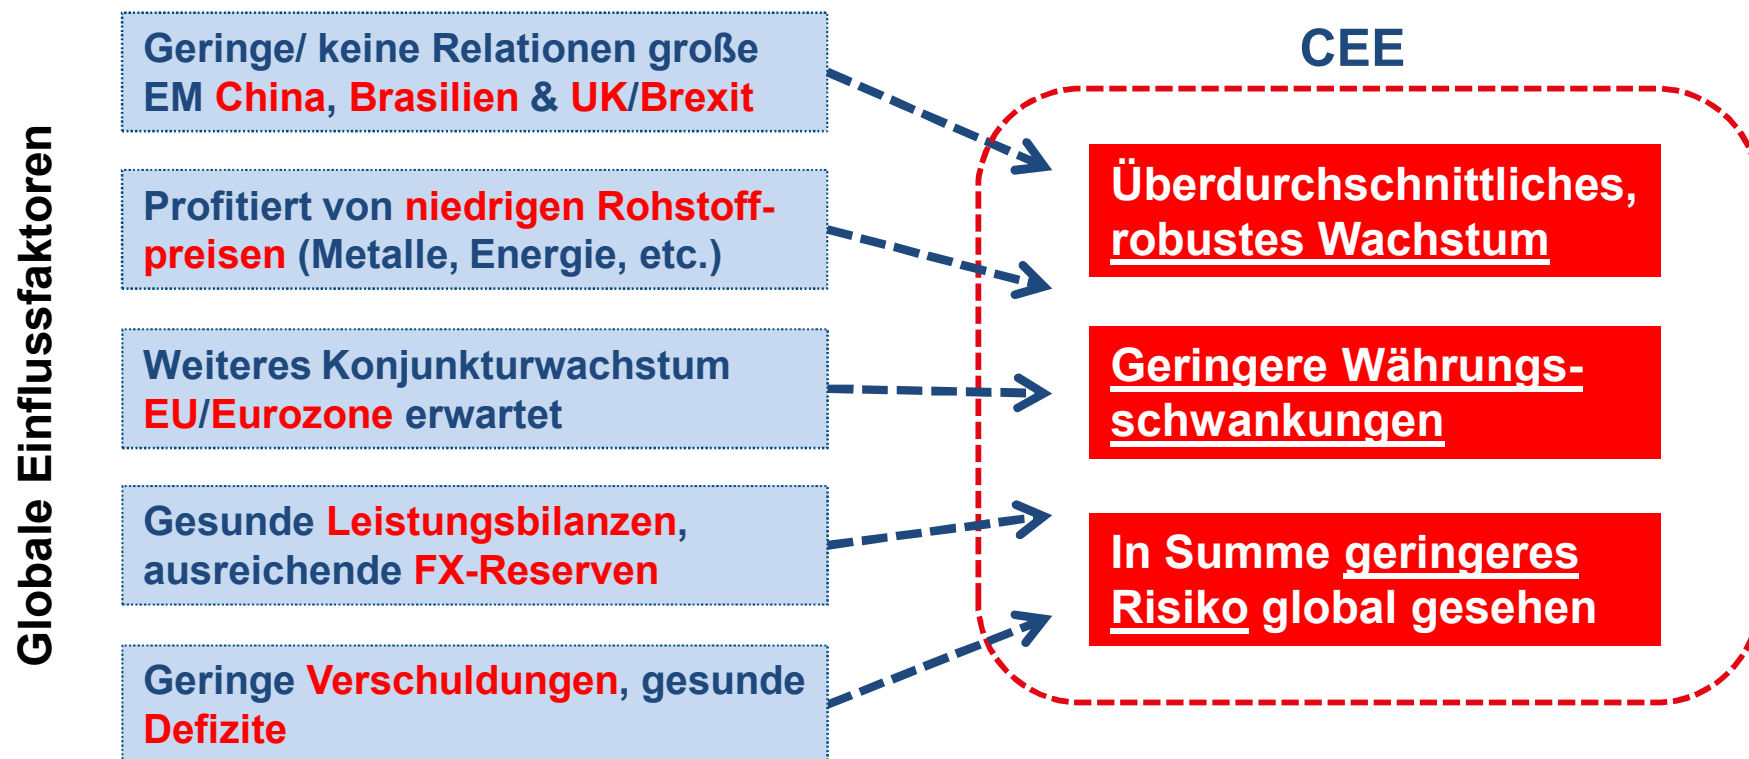 Globale Einflussfaktoren
Geringe/ keine Relationen große
EM China, Brasilien & UK/Brexit
Profitiert von niedrigen Rohstoff-
preisen (Metalle, Energie, etc.)
Weiteres Konjunkturwachstum
EU/Eurozone erwartet
Gesunde Leistungsbilanzen,
ausreichende FX-Reserven
Geringe Verschuldungen, gesunde
Defizite
CEE
Überdurchschnittliches,
robustes Wachstum
Geringere Währungs-
schwankungen
In Summe geringeres
Risiko global gesehen